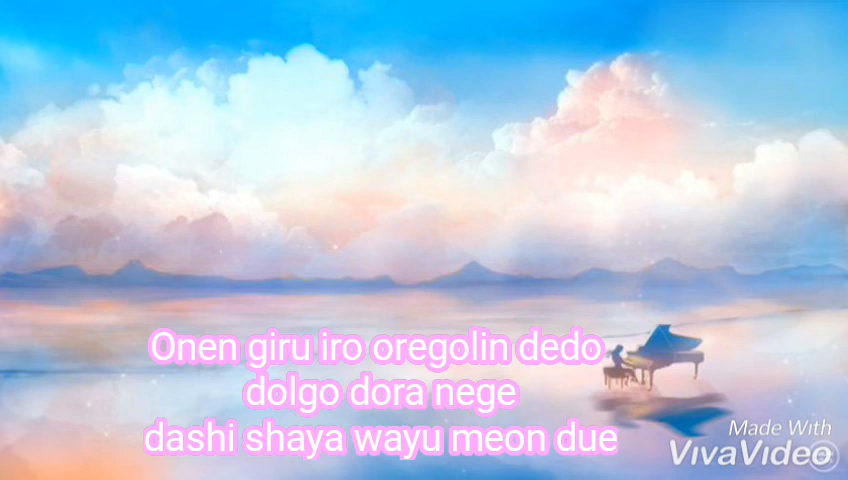 Onen giru iro oregolin dedo
dolgo dora nege
dashi shaya wayu meon due
Made With
VivaVideo